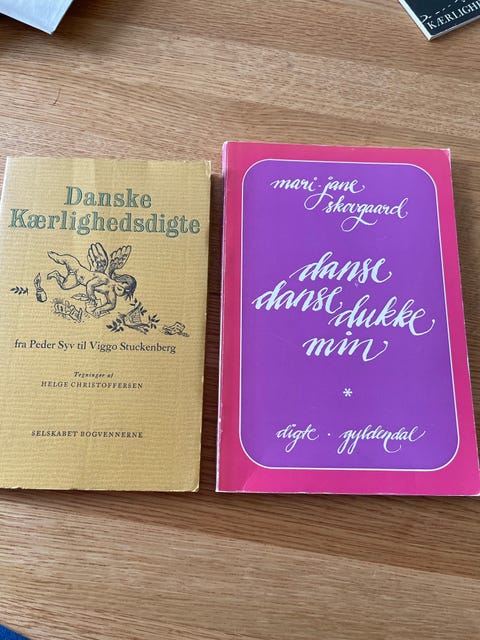 KÆRLIGH
Danske
Kærlighedsdigte
fra Peder Syv til Viggo Stuckenberg
Tegninger af
HELGE CHRISTOFFERSEN
SELSKABET BOGVENNERNE
mari-jane
skovgaard
danse
danse dukke
min
*
digte · gyldendal